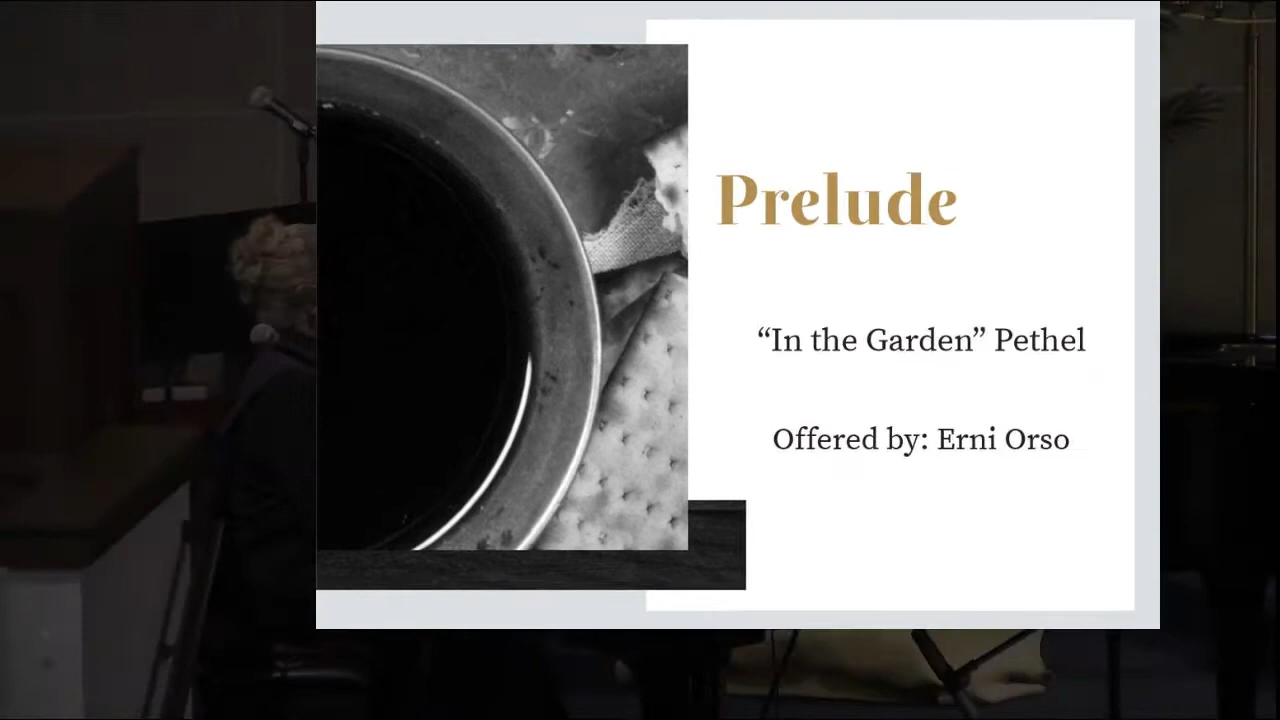 Prelude
“In the Garden” Pethel
Offered by: Erni Orso